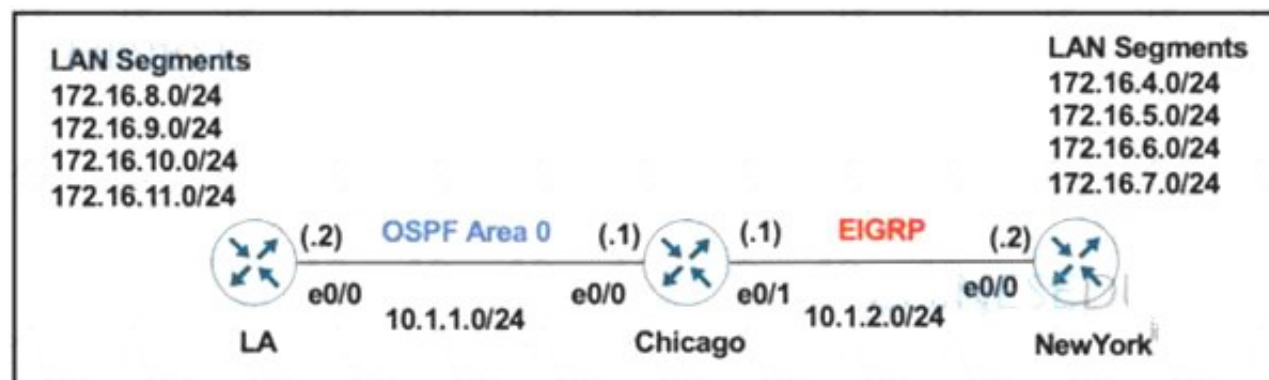 LAN Segments
172.16.8.0/24
172.16.9.0/24
172.16.10.0/24
172.16.11.0/24
LAN Segments
172.16.4.0/24
172.16.5.0/24
172.16.6.0/24
172.16.7.0/24
(.2) OSPF Area 0 (.1) (.1) EIGRP (.2)
e0/0 e0/0 e0/1 e0/0
10.1.1.0/24 10.1.2.0/24
LA Chicago NewYork